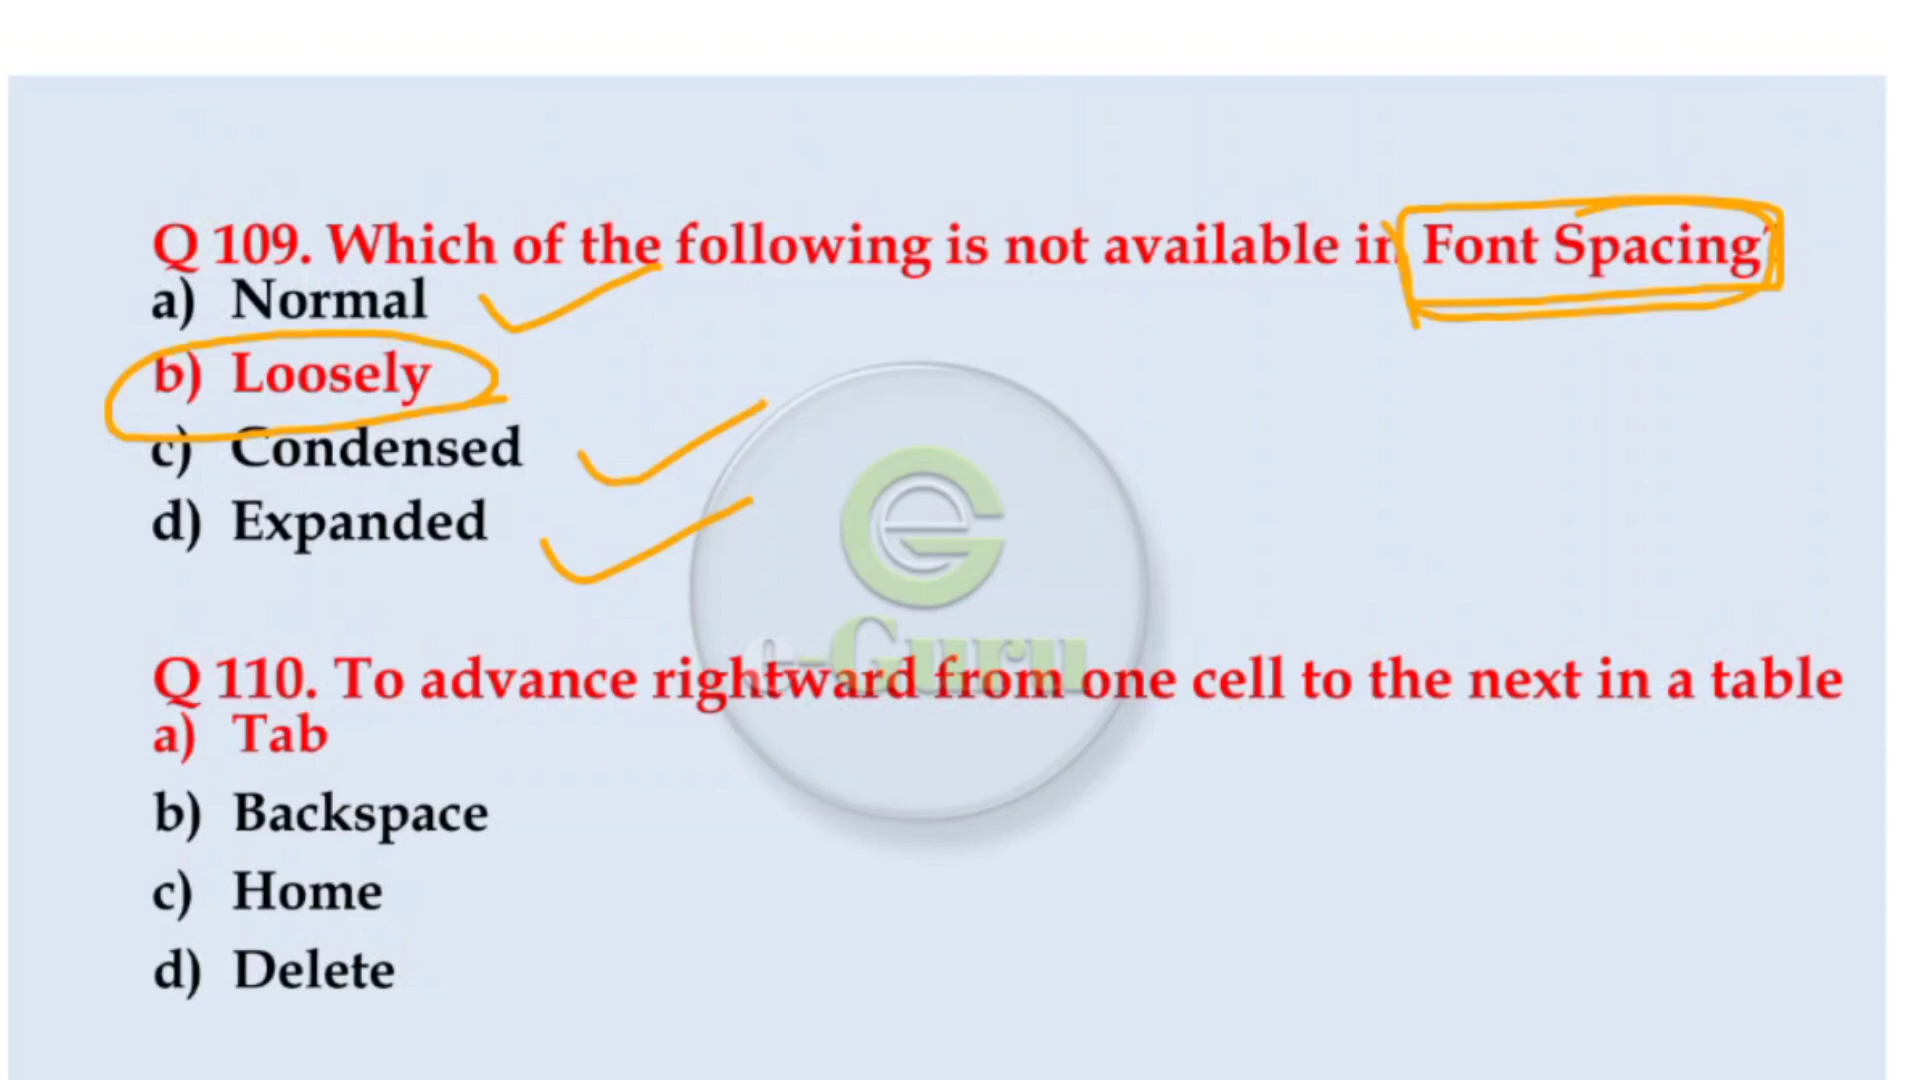 Q 109. Which of the following is not available in Font Spacing?
a) Normal
b) Loosely
c) Condensed
d) Expanded
e-Guru
Q 110. To advance rightward from one cell to the next in a table
a) Tab
b) Backspace
c) Home
d) Delete